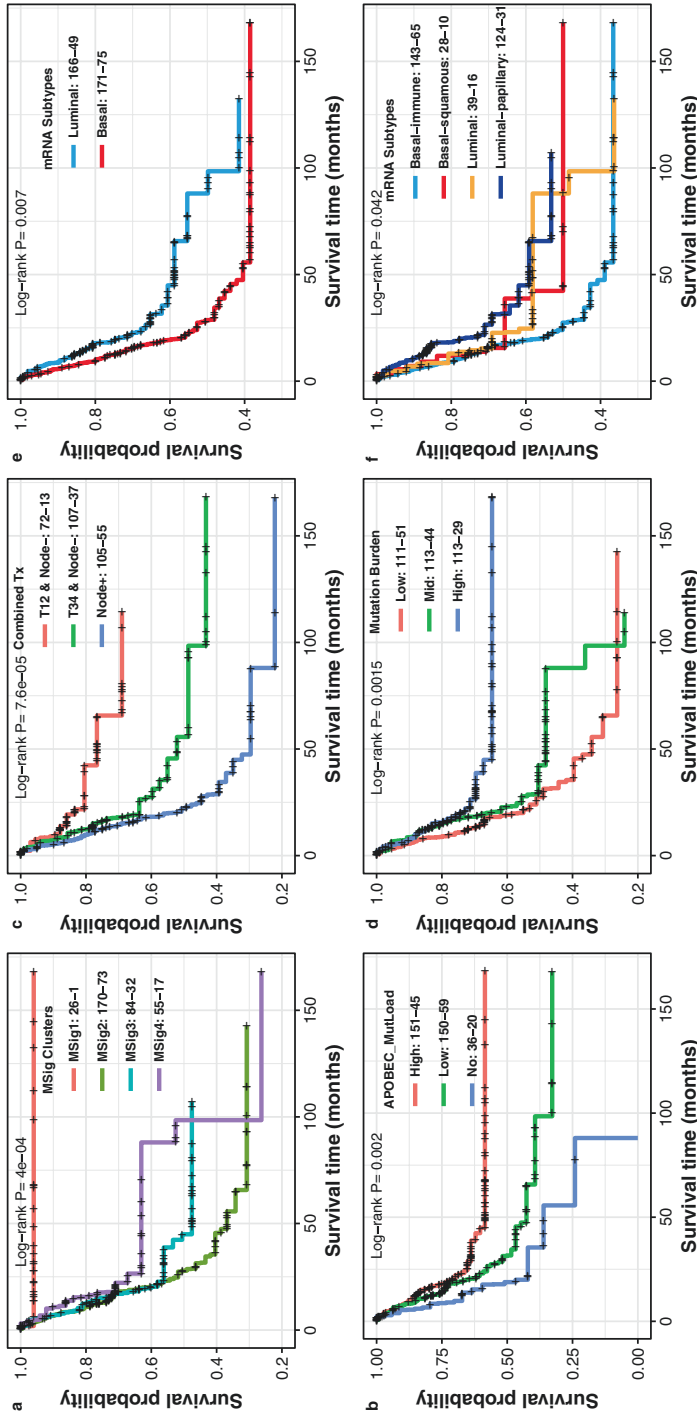 a
Log−rank P= 4e−04
MSig Clusters
MSig1: 26−1
MSig2: 170−73
MSig3: 84−32
MSig4: 55−17
1.0
0.8
0.6
0.4
0.2
Survival probability
0
50
100
150
Survival time (months)
c
Log−rank P= 7.6e−05
Combined Tx
T12 & Node−: 72−13
T34 & Node−: 107−37
Node+: 105−55
1.0
0.8
0.6
0.4
0.2
Survival probability
0
50
100
150
Survival time (months)
e
Log−rank P= 0.007
mRNA Subtypes
Luminal: 166−49
Basal: 171−75
1.0
0.8
0.6
0.4
Survival probability
0
50
100
150
Survival time (months)
b
Log−rank P= 0.002
APOBEC_MutLoad
High: 151−45
Low: 150−59
No: 36−20
1.00
0.75
0.50
0.25
0.00
Survival probability
0
50
100
150
Survival time (months)
d
Log−rank P= 0.0015
Mutation Burden
Low: 111−51
Mid: 113−44
High: 113−29
1.0
0.8
0.6
0.4
0.2
Survival probability
0
50
100
150
Survival time (months)
f
Log−rank P= 0.042
mRNA Subtypes
Basal−immune: 143−65
Basal−squamous: 28−10
Luminal: 39−16
Luminal−papillary: 124−31
1.0
0.8
0.6
0.4
Survival probability
0
50
100
150
Survival time (months)